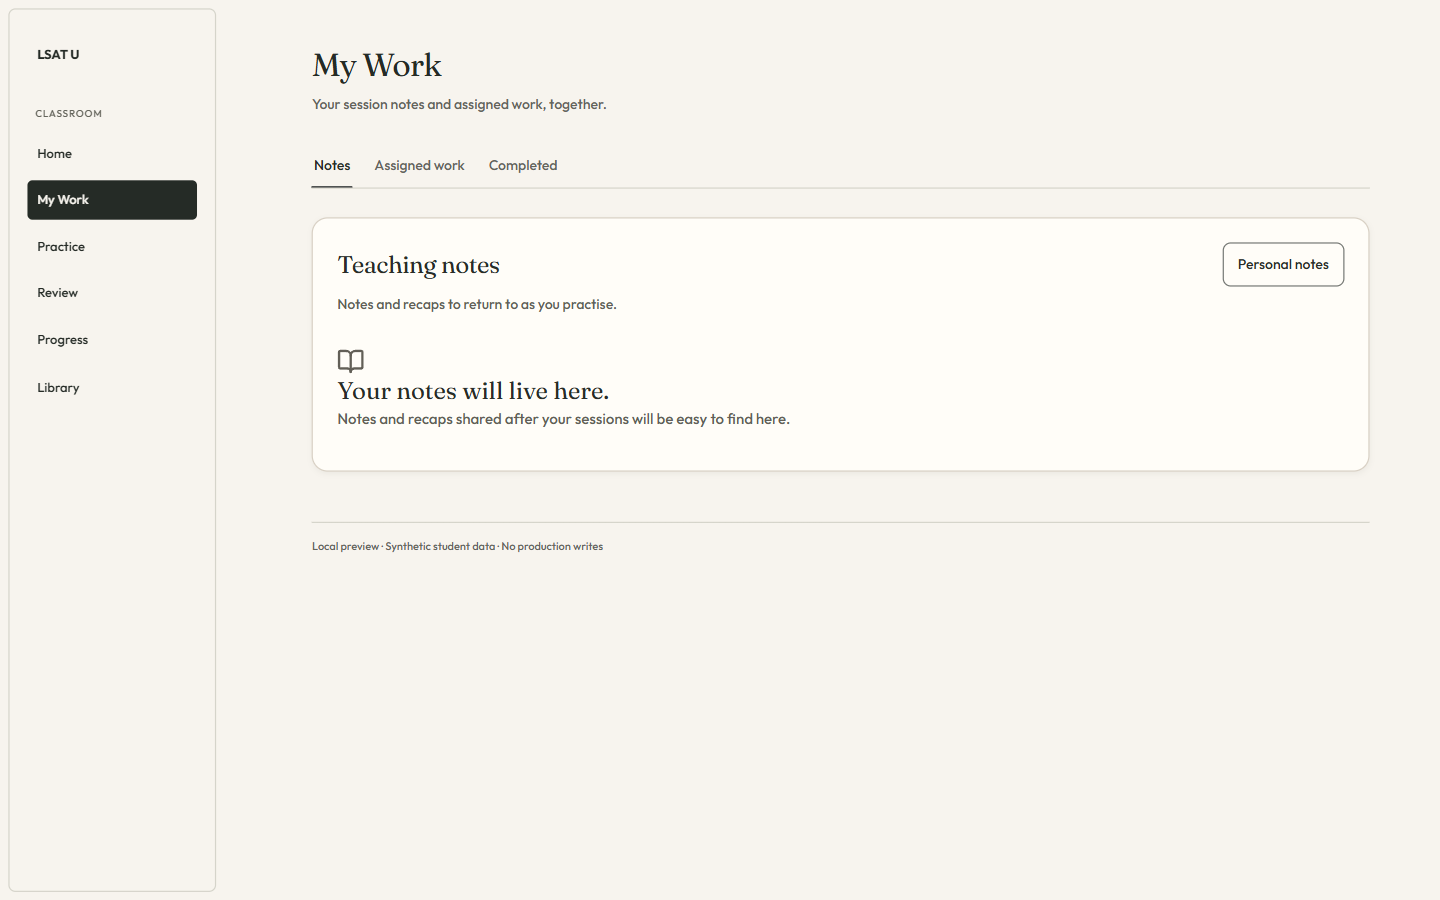 LSAT U
CLASSROOM
Home
My Work
Practice
Review
Progress
Library
My Work
Your session notes and assigned work, together.
Notes
Assigned work
Completed
Teaching notes
Personal notes
Notes and recaps to return to as you practise.
Your notes will live here.
Notes and recaps shared after your sessions will be easy to find here.
Local preview · Synthetic student data · No production writes